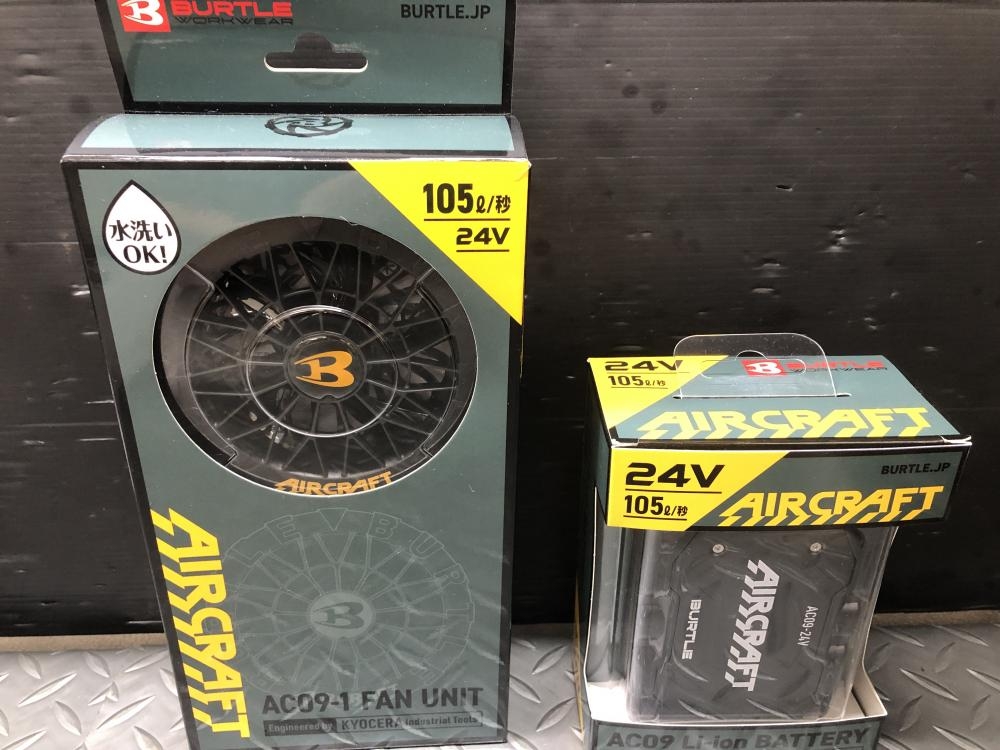 BURTLE
WORKWEAR
BURTLE.JP
105ℓ/秒
24V
水洗い
OK!
B
AIRCRAFT
AIRCRAFT
B
AC09-1 FAN UNIT
Engineered by KYOCERA Industrial Tools
24V
105ℓ/秒
BURTLE
WORKWEAR
AIRCRAFT
24V
105ℓ/秒
BURTLE.JP
AIRCRAFT
AIRCRAFT
BURTLE
AC09-24V
AC09 Li-ion BATTERY